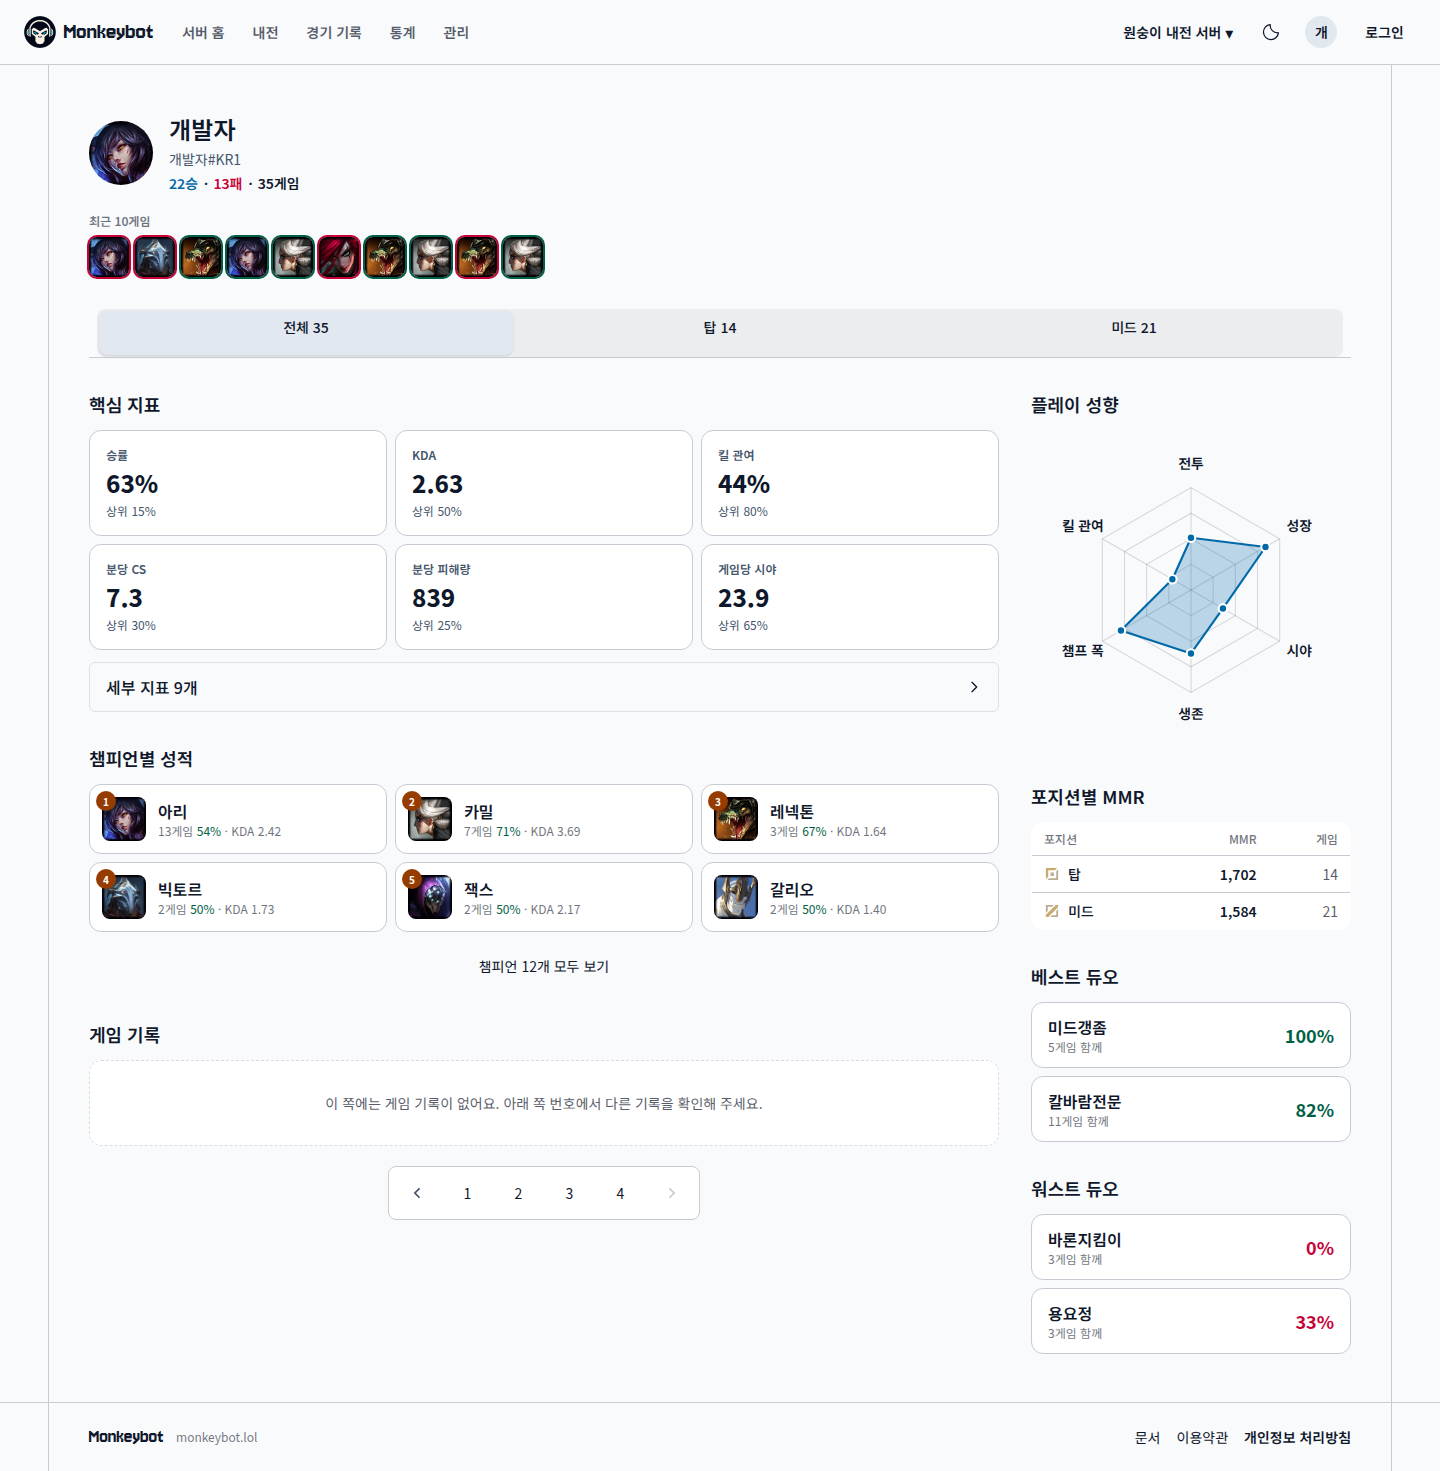 Monkeybot 서버 홈 내전 경기 기록 통계 관리 원숭이 내전 서버 ▾ 개 로그인
개발자
개발자#KR1
22승 · 13패 · 35게임
최근 10게임
전체 35 탑 14 미드 21
핵심 지표
승률 KDA 킬 관여
63% 2.63 44%
상위 15% 상위 50% 상위 80%
분당 CS 분당 피해량 게임당 시야
7.3 839 23.9
상위 30% 상위 25% 상위 65%
세부 지표 9개
챔피언별 성적
1 아리 2 카밀 3 레넥톤
13게임 54% · KDA 2.42 7게임 71% · KDA 3.69 3게임 67% · KDA 1.64
4 빅토르 5 잭스 갈리오
2게임 50% · KDA 1.73 2게임 50% · KDA 2.17 2게임 50% · KDA 1.40
챔피언 12개 모두 보기
게임 기록
이 쪽에는 게임 기록이 없어요. 아래 쪽 번호에서 다른 기록을 확인해 주세요.
1 2 3 4
플레이 성향
전투
킬 관여 성장
챔프 폭 시야
생존
포지션별 MMR
포지션 MMR 게임
탑 1,702 14
미드 1,584 21
베스트 듀오
미드갱좀 100%
5게임 함께
칼바람전문 82%
11게임 함께
워스트 듀오
바론지킴이 0%
3게임 함께
용요정 33%
3게임 함께
Monkeybot monkeybot.lol 문서 이용약관 개인정보 처리방침